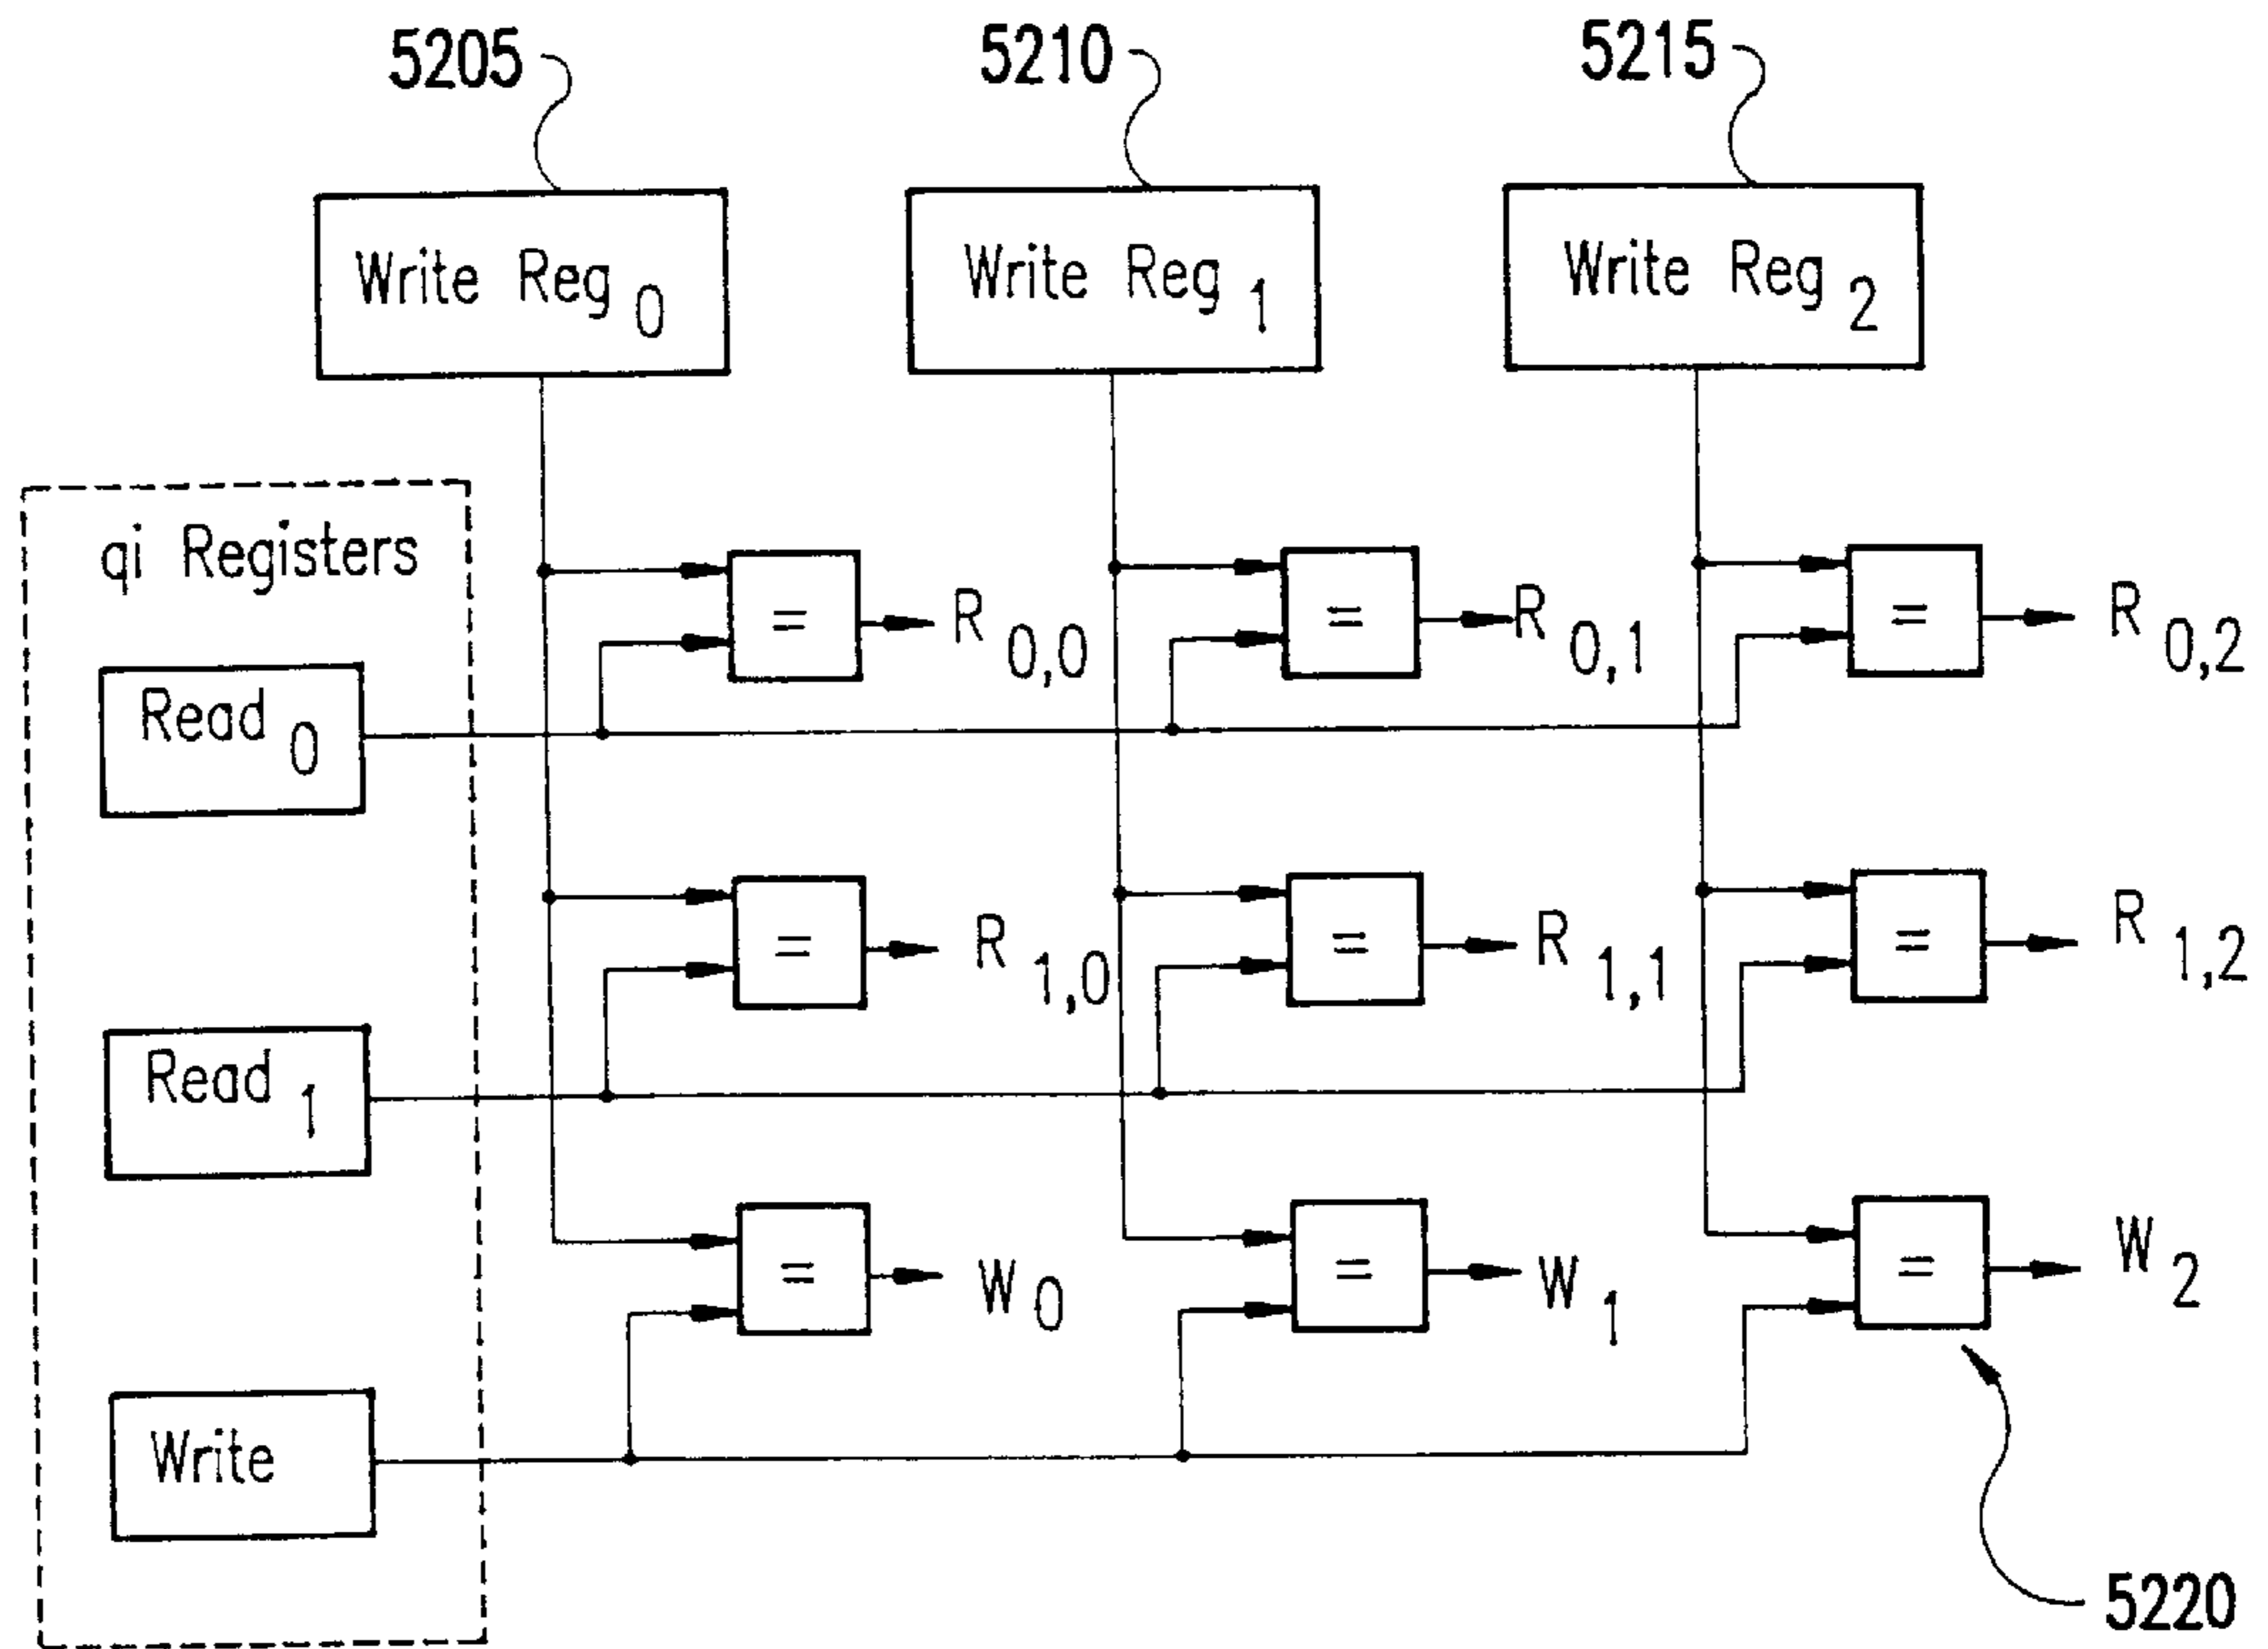 5205 5210 5215
Write Reg 0 Write Reg 1 Write Reg 2
qi Registers
= R 0,0 = R 0,1 = R 0,2
Read 0
= R 1,0 = R 1,1 = R 1,2
Read 1
= W 0 = W 1 = W 2
Write
5220